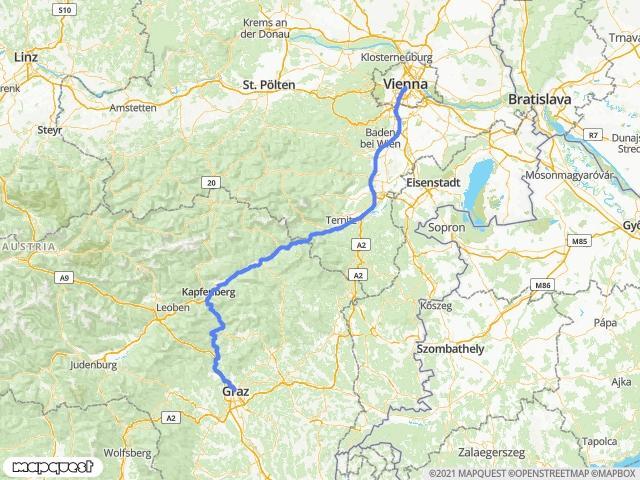 S10
Krems an
der Donau
Trnava
Linz
Klosterneuburg
St. Pölten
Vienna
Amstetten
Bratislava
Steyr
Baden
bei Wien
R7
Dunajs
Stred
20
Eisenstadt
Mosonmagyaróvár
Ternitz
Sopron
Győ
AUSTRIA
A2
M85
A9
A2
Kapfenberg
M86
Leoben
Kőszeg
Pápa
Szombathely
Judenburg
Ajka
Graz
A2
Tapolca
Wolfsberg
Zalaegerszeg
mapquest
©2021 MAPQUEST ©OPENSTREETMAP ©MAPBOX